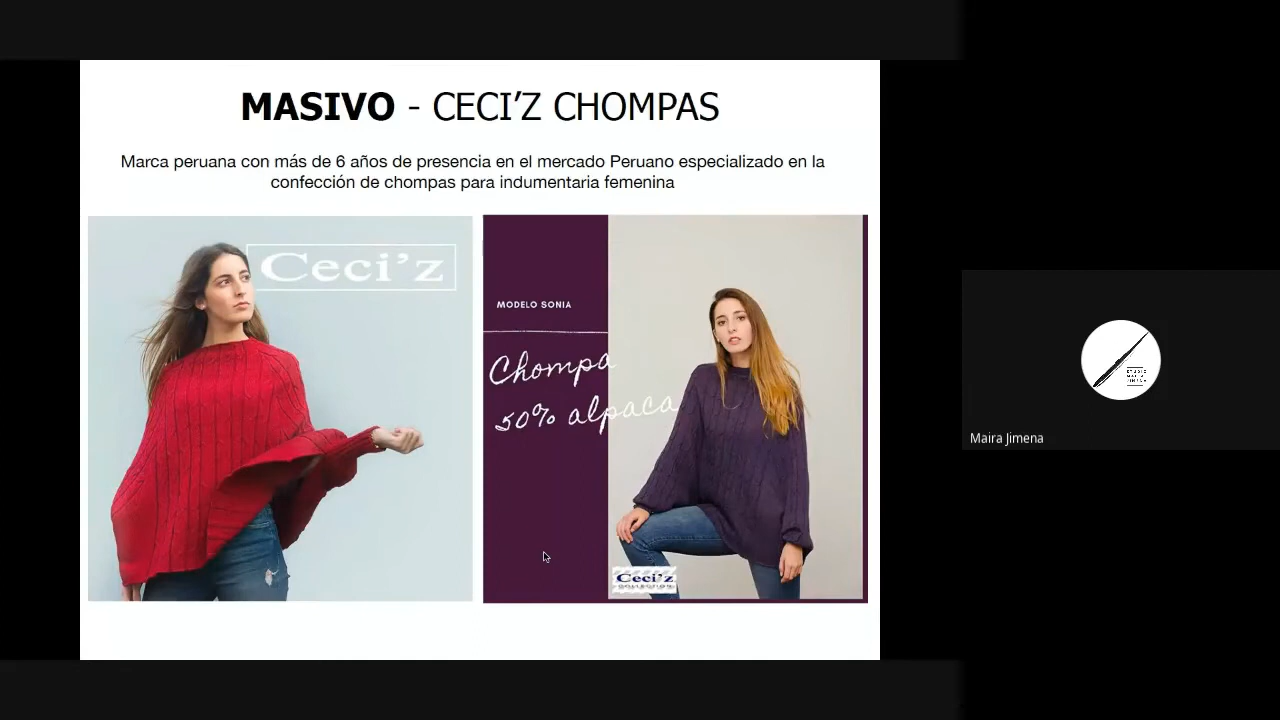 MASIVO - CECI’Z CHOMPAS
Marca peruana con más de 6 años de presencia en el mercado Peruano especializado en la
confección de chompas para indumentaria femenina
Ceci’z
MODELO SONIA
Chompa
50% alpaca
Ceci’z
COLLECTION
Maira Jimena